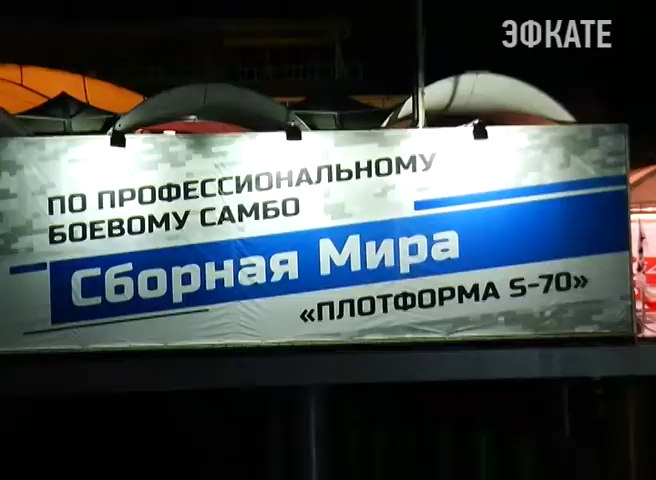 ЭФКАТЕ
ПО ПРОФЕССИОНАЛЬНОМУ
БОЕВОМУ САМБО
Сборная Мира
«ПЛОТФОРМА S-70»